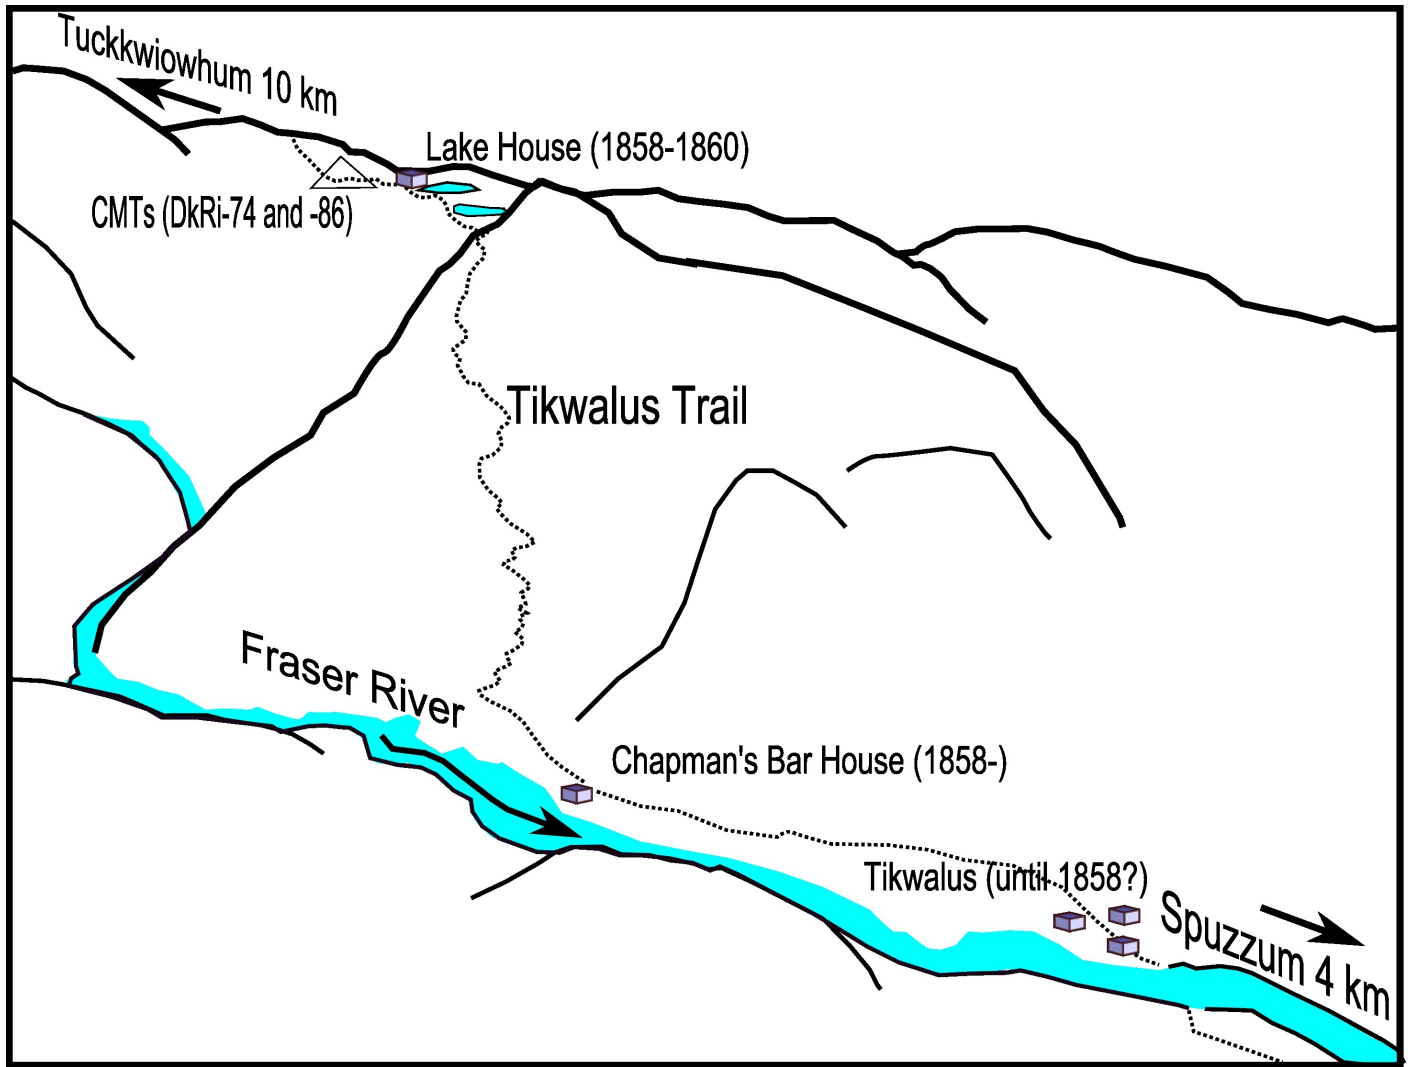 Tuckkwiowhum 10 km
Lake House (1858-1860)
CMTs (DkRi-74 and -86)
Tikwalus Trail
Fraser River
Chapman's Bar House (1858-)
Tikwalus (until 1858?)
Spuzzum 4 km